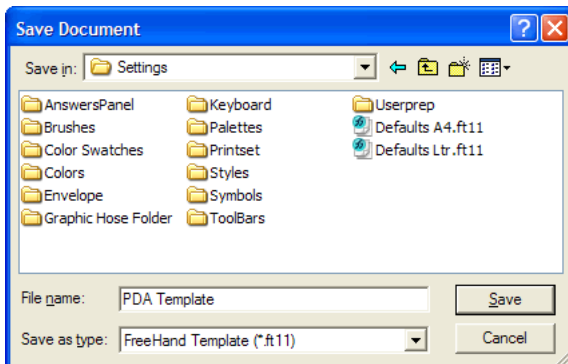 Save Document
Save in: Settings
AnswersPanel Keyboard Userprep
Brushes Palettes Defaults A4.ft11
Color Swatches Printset Defaults Ltr.ft11
Colors Styles
Envelope Symbols
Graphic Hose Folder ToolBars
File name: PDA Template Save
Save as type: FreeHand Template (*.ft11) Cancel